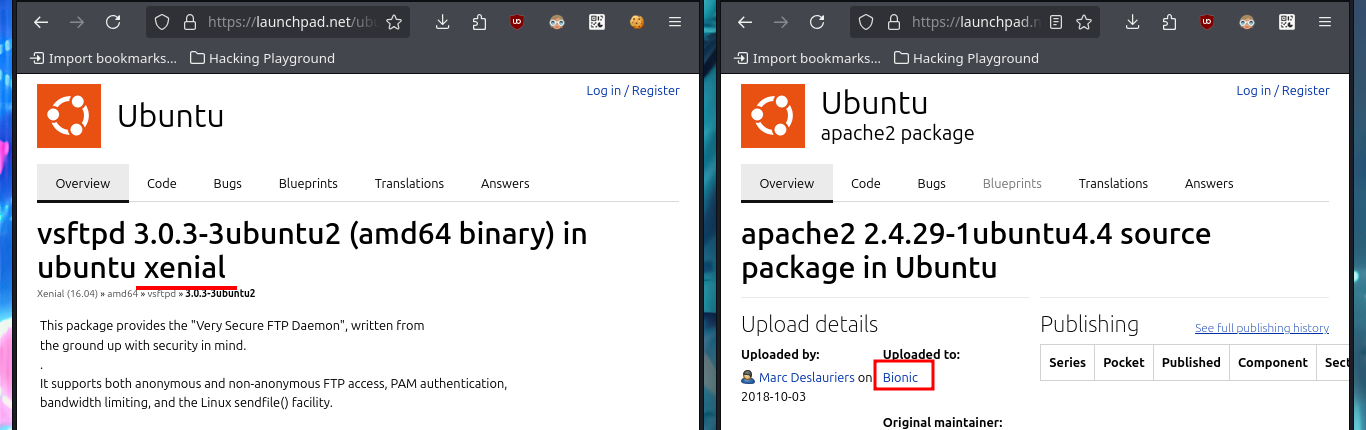 https://launchpad.net/ubu
Import bookmarks... Hacking Playground
Ubuntu
Log in / Register
Overview Code Bugs Blueprints Translations Answers
vsftpd 3.0.3-3ubuntu2 (amd64 binary) in
ubuntu xenial
Xenial (16.04) » amd64 » vsftpd » 3.0.3-3ubuntu2
This package provides the "Very Secure FTP Daemon", written from
the ground up with security in mind.
.
It supports both anonymous and non-anonymous FTP access, PAM authentication,
bandwidth limiting, and the Linux sendfile() facility.
https://launchpad.n
Import bookmarks... Hacking Playground
Ubuntu
apache2 package
Log in / Register
Overview Code Bugs Blueprints Translations Answers
apache2 2.4.29-1ubuntu4.4 source
package in Ubuntu
Upload details
Uploaded by:
Marc Deslauriers on
2018-10-03
Uploaded to:
Bionic
Original maintainer:
Publishing
See full publishing history
Series Pocket Published Component Sect